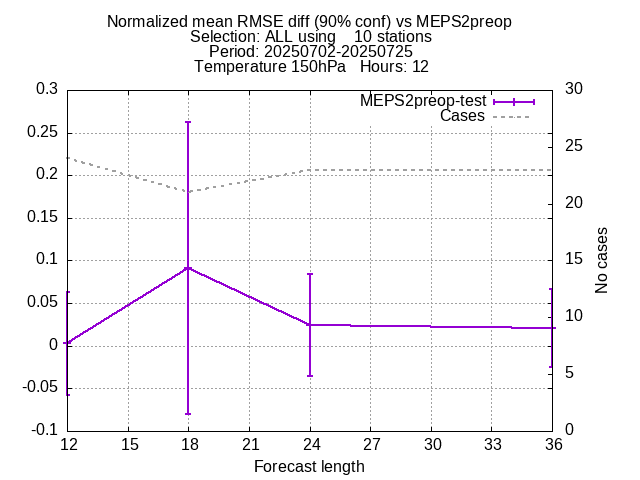 Normalized mean RMSE diff (90% conf) vs MEPS2preop
Selection: ALL using    10 stations
Period: 20250702-20250725
Temperature 150hPa   Hours: 12
MEPS2preop-test
Cases
0.3
0.25
0.2
0.15
0.1
0.05
0
-0.05
-0.1
30
25
20
15
10
5
0
No cases
12 15 18 21 24 27 30 33 36
Forecast length